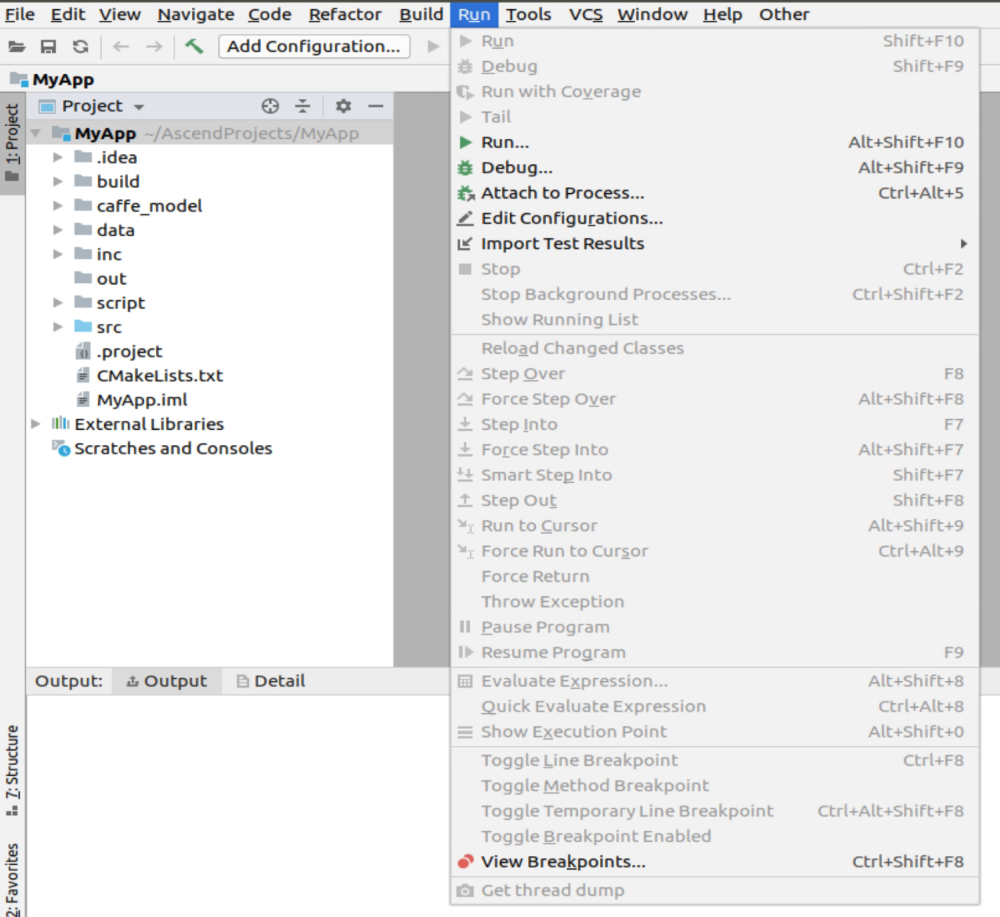 File Edit View Navigate Code Refactor Build Run Tools VCS Window Help Other
Add Configuration...
MyApp
Project
1: Project
MyApp ~/AscendProjects/MyApp
.idea
build
caffe_model
data
inc
out
script
src
.project
CMakeLists.txt
MyApp.iml
External Libraries
Scratches and Consoles
Output: Output Detail
7: Structure
2: Favorites
Run Shift+F10
Debug Shift+F9
Run with Coverage
Tail
Run... Alt+Shift+F10
Debug... Alt+Shift+F9
Attach to Process... Ctrl+Alt+5
Edit Configurations...
Import Test Results
Stop Ctrl+F2
Stop Background Processes... Ctrl+Shift+F2
Show Running List
Reload Changed Classes
Step Over F8
Force Step Over Alt+Shift+F8
Step Into F7
Force Step Into Alt+Shift+F7
Smart Step Into Shift+F7
Step Out Shift+F8
Run to Cursor Alt+Shift+9
Force Run to Cursor Ctrl+Alt+9
Force Return
Throw Exception
Pause Program
Resume Program F9
Evaluate Expression... Alt+Shift+8
Quick Evaluate Expression Ctrl+Alt+8
Show Execution Point Alt+Shift+0
Toggle Line Breakpoint Ctrl+F8
Toggle Method Breakpoint
Toggle Temporary Line Breakpoint Ctrl+Alt+Shift+F8
Toggle Breakpoint Enabled
View Breakpoints... Ctrl+Shift+F8
Get thread dump